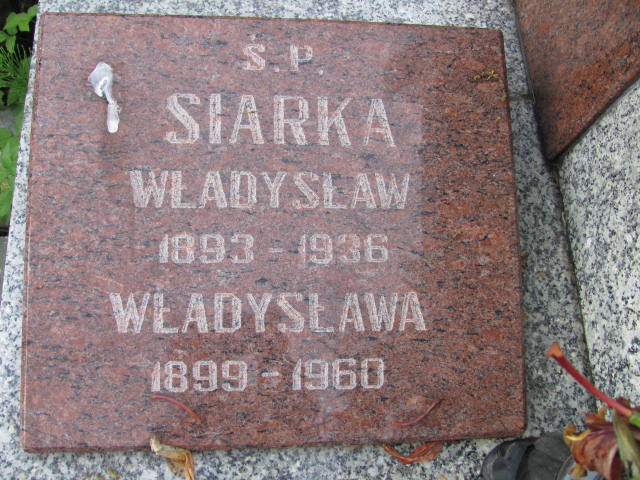 Ś.P.
SIARKA
WŁADYSŁAW
1893 - 1936
WŁADYSŁAWA
1899 - 1960